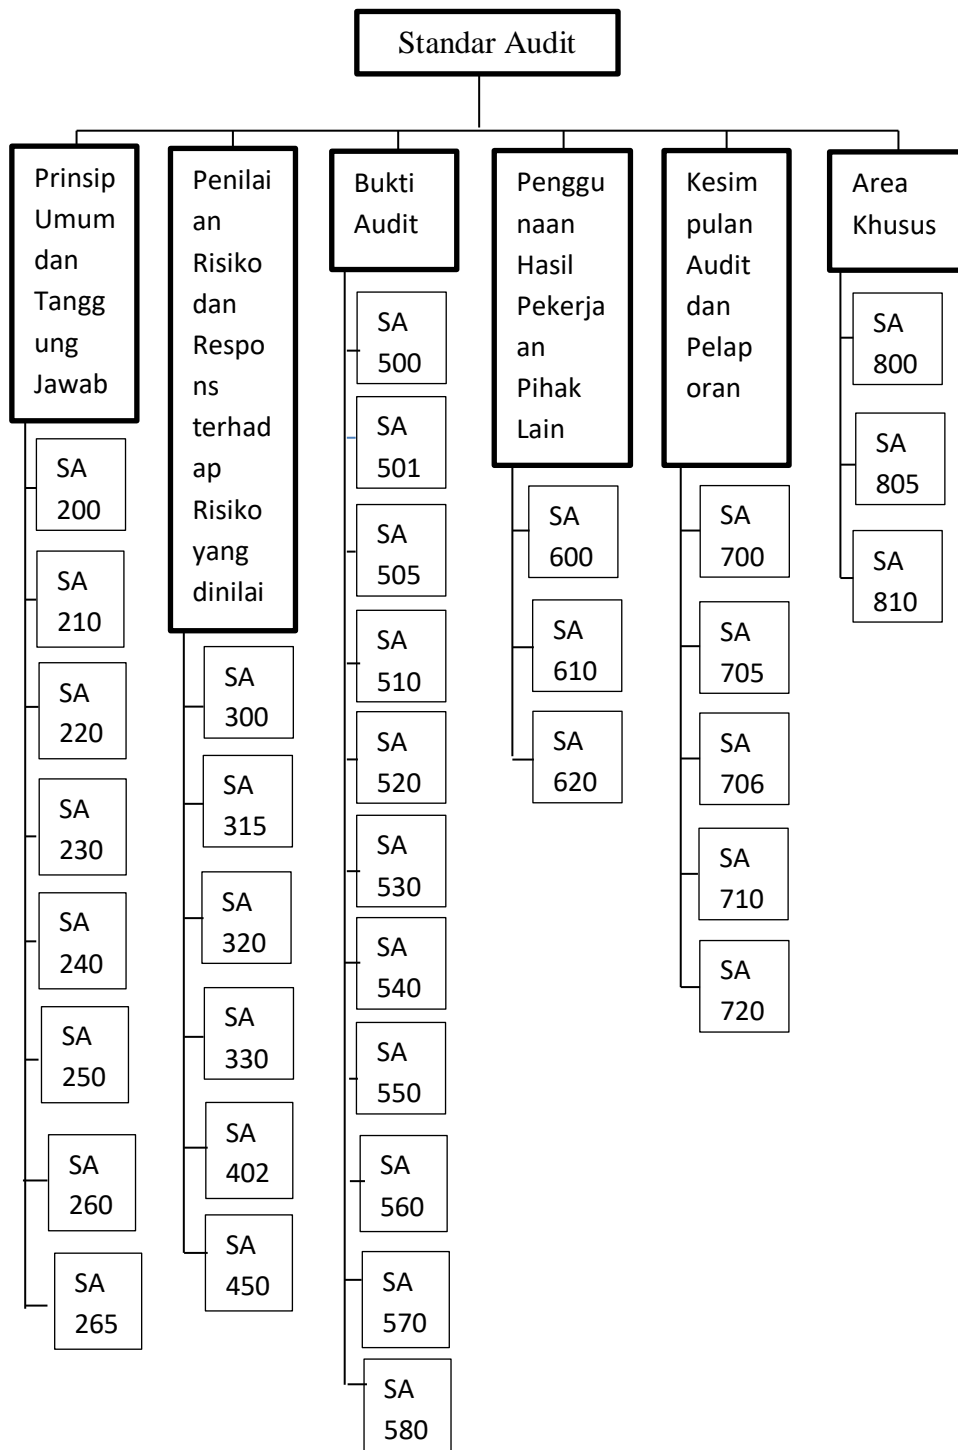 Standar Audit
Prinsip
Umum
dan
Tangg
ung
Jawab
SA
200
SA
210
SA
220
SA
230
SA
240
SA
250
SA
260
SA
265
Penilai
an
Risiko
dan
Respo
ns
terhad
ap
Risiko
yang
dinilai
SA
300
SA
315
SA
320
SA
330
SA
402
SA
450
Bukti
Audit
SA
500
SA
501
SA
505
SA
510
SA
520
SA
530
SA
540
SA
550
SA
560
SA
570
SA
580
Penggu
naan
Hasil
Pekerja
an
Pihak
Lain
SA
600
SA
610
SA
620
Kesim
pulan
Audit
dan
Pelap
oran
SA
700
SA
705
SA
706
SA
710
SA
720
Area
Khusus
SA
800
SA
805
SA
810